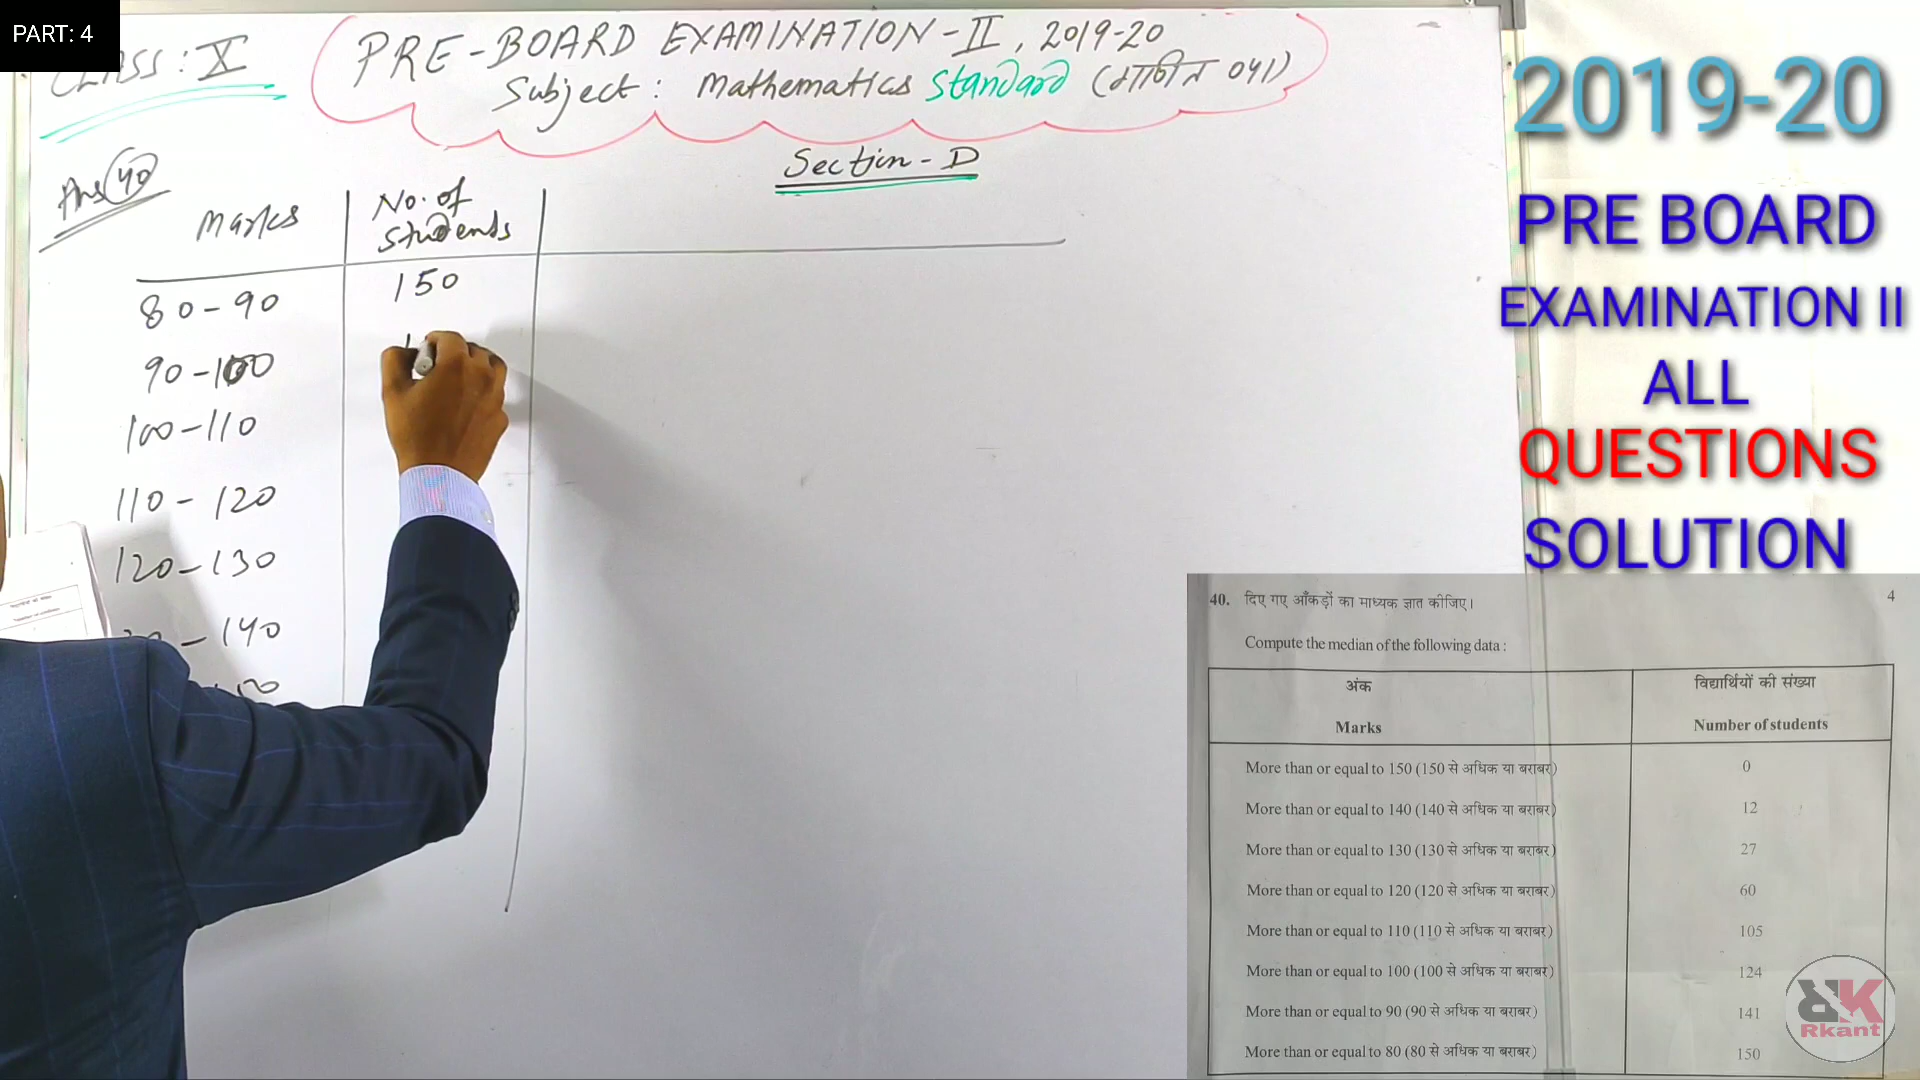 PART: 4
CLASS: X
PRE-BOARD EXAMINATION-II, 2019-20
Subject: Mathematics Standard (गणित 041)
Section-D
Ans 40
Marks
No. of
students
80-90
150
90-100
100-110
110-120
120-130
-140
2019-20
PRE BOARD
EXAMINATION II
ALL
QUESTIONS
SOLUTION
40. दिए गए आँकड़ों का माध्यक ज्ञात कीजिए। 4
Compute the median of the following data :
अंक विद्यार्थियों की संख्या
Marks Number of students
More than or equal to 150 (150 से अधिक या बराबर) 0
More than or equal to 140 (140 से अधिक या बराबर) 12
More than or equal to 130 (130 से अधिक या बराबर) 27
More than or equal to 120 (120 से अधिक या बराबर) 60
More than or equal to 110 (110 से अधिक या बराबर) 105
More than or equal to 100 (100 से अधिक या बराबर) 124
More than or equal to 90 (90 से अधिक या बराबर) 141
More than or equal to 80 (80 से अधिक या बराबर) 150
Rkant